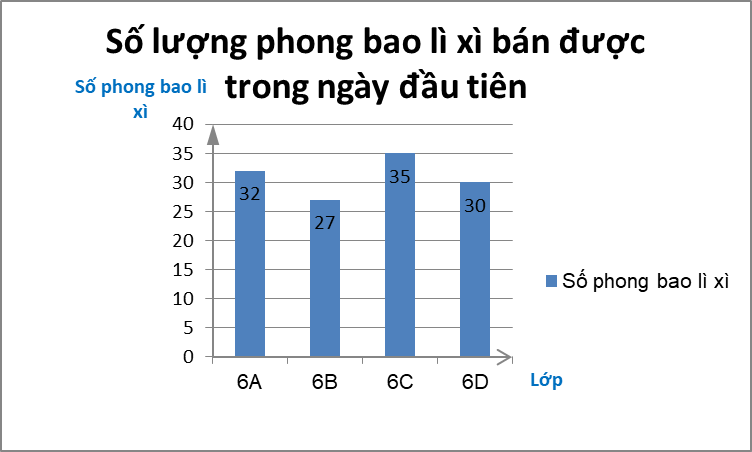 Số lượng phong bao lì xì bán được
trong ngày đầu tiên
Số phong bao lì
xì
40
35
30
25
20
15
10
5
0
32
27
35
30
6A 6B 6C 6D
Lớp
Số phong bao lì xì